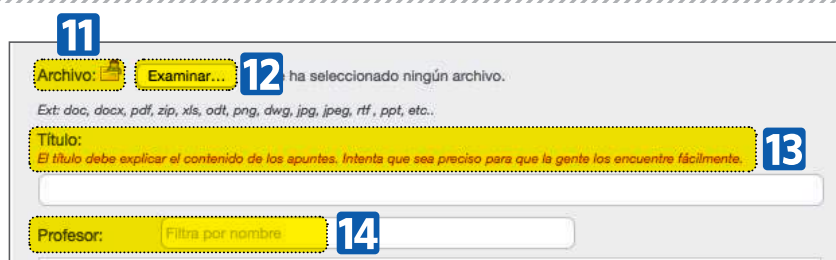 11
Archivo: Examinar... 12 e ha seleccionado ningún archivo.
Ext: doc, docx, pdf, zip, xls, odt, png, dwg, jpg, jpeg, rtf , ppt, etc..
Título:
El título debe explicar el contenido de los apuntes. Intenta que sea preciso para que la gente los encuentre fácilmente. 13
Profesor: Filtra por nombre 14